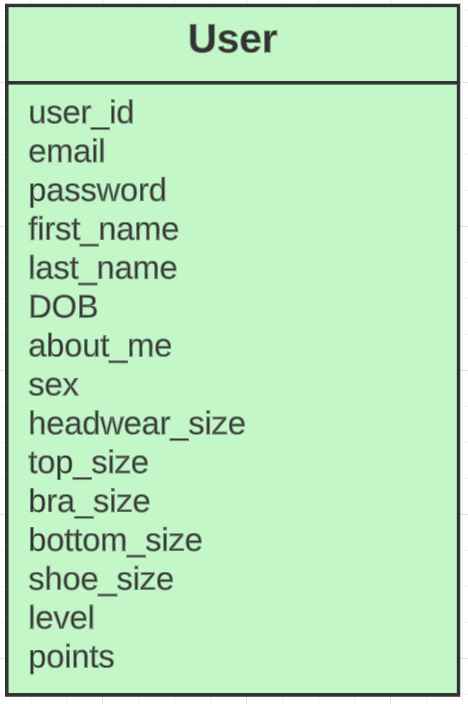 User
user_id
email
password
first_name
last_name
DOB
about_me
sex
headwear_size
top_size
bra_size
bottom_size
shoe_size
level
points